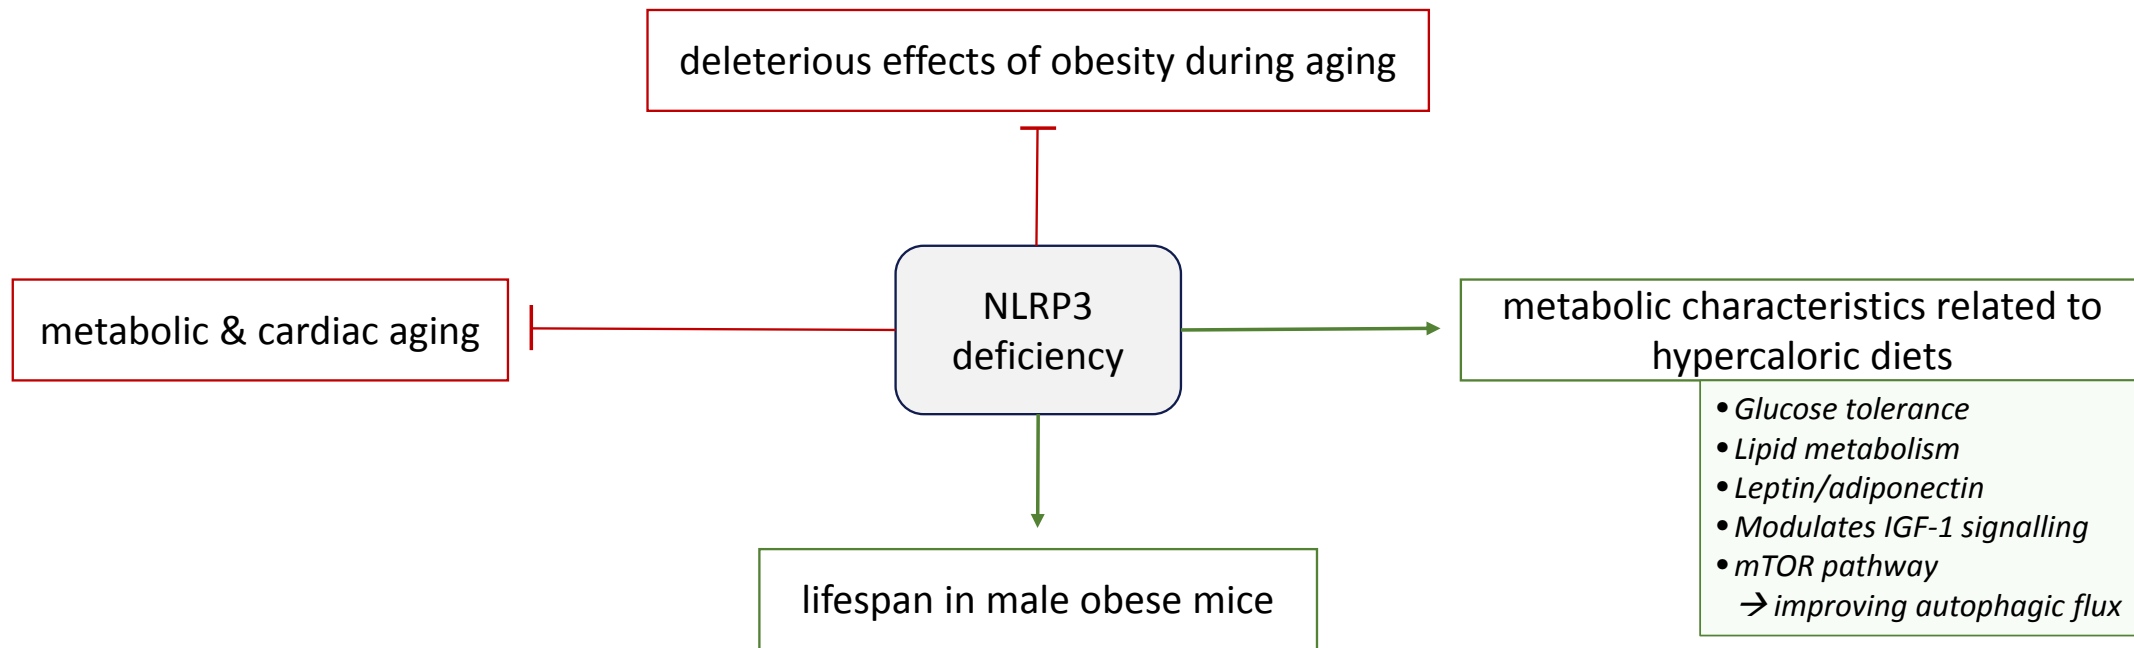 deleterious effects of obesity during aging
metabolic & cardiac aging
NLRP3
deficiency
metabolic characteristics related to
hypercaloric diets
• Glucose tolerance
• Lipid metabolism
• Leptin/adiponectin
• Modulates IGF-1 signalling
• mTOR pathway
→ improving autophagic flux
lifespan in male obese mice